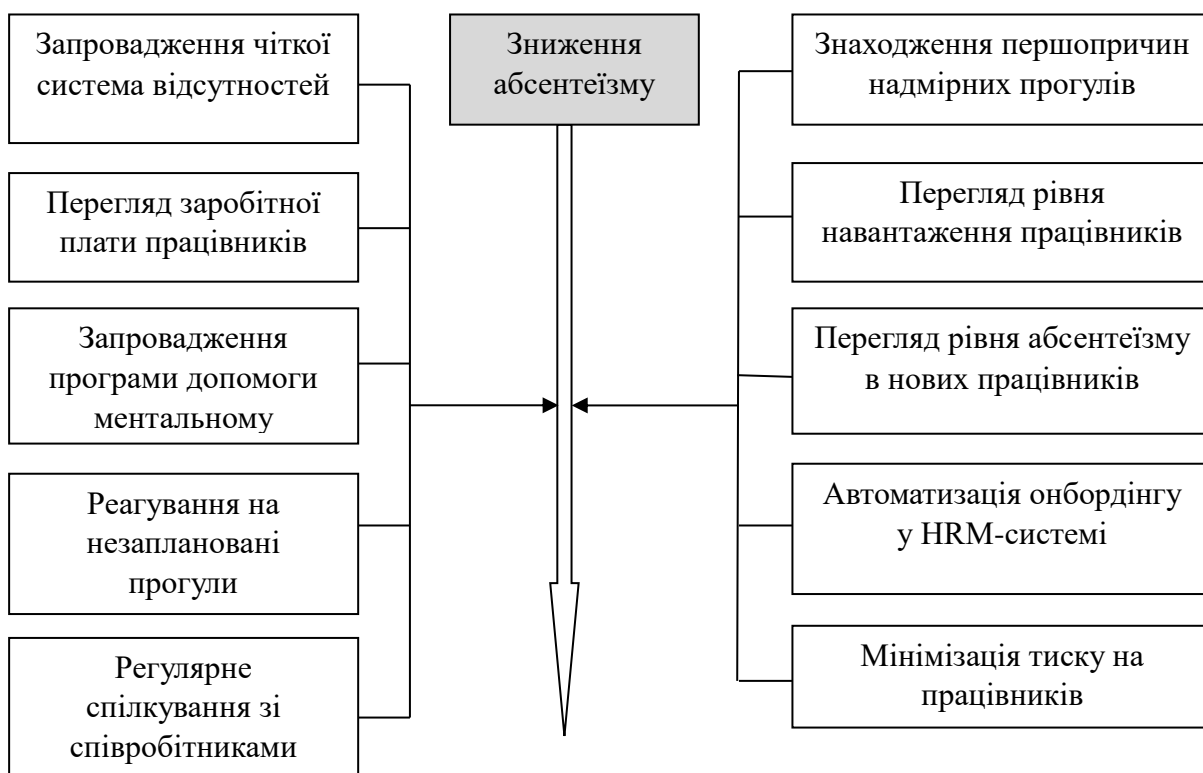 Запровадження чіткої
система відсутностей
Перегляд заробітної
плати працівників
Запровадження
програми допомоги
ментальному
Реагування на
незаплановані
прогули
Регулярне
спілкування зі
співробітниками
Зниження
абсентеїзму
Знаходження першопричин
надмірних прогулів
Перегляд рівня
навантаження працівників
Перегляд рівня абсентеїзму
в нових працівників
Автоматизація онбордінгу
у HRM-системі
Мінімізація тиску на
працівників